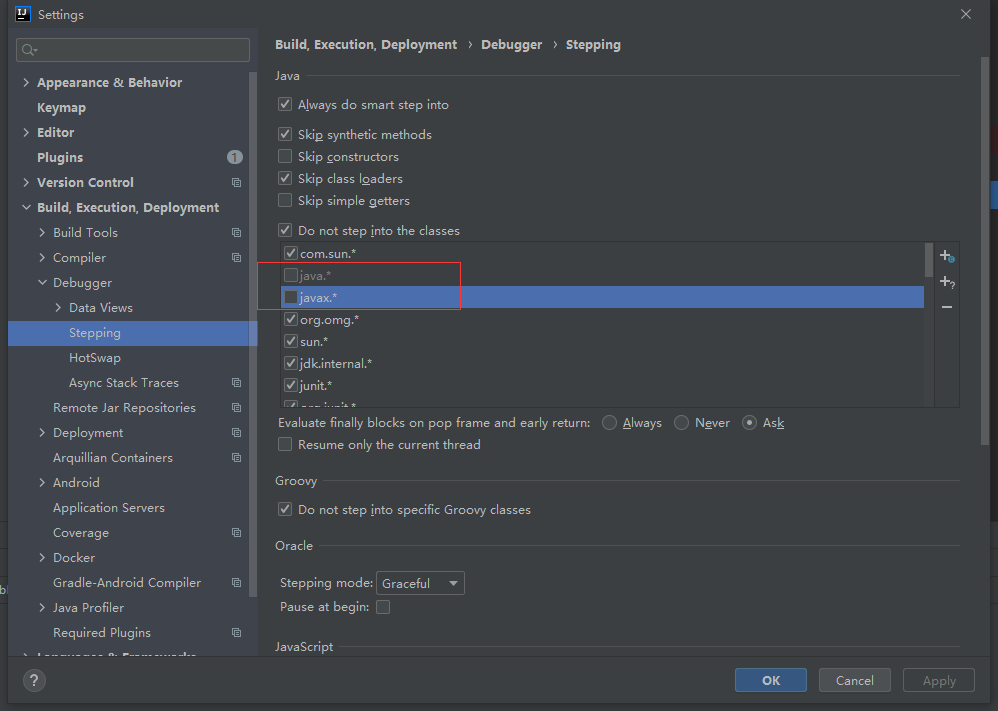 Settings
Appearance & Behavior
Keymap
Editor
Plugins 1
Version Control
Build, Execution, Deployment
Build Tools
Compiler
Debugger
Data Views
Stepping
HotSwap
Async Stack Traces
Remote Jar Repositories
Deployment
Arquillian Containers
Android
Application Servers
Coverage
Docker
Gradle-Android Compiler
Java Profiler
Required Plugins
Languages & Frameworks
Build, Execution, Deployment › Debugger › Stepping
Java
Always do smart step into
Skip synthetic methods
Skip constructors
Skip class loaders
Skip simple getters
Do not step into the classes
com.sun.*
java.*
javax.*
org.omg.*
sun.*
jdk.internal.*
junit.*
org.junit.*
Evaluate finally blocks on pop frame and early return: Always Never Ask
Resume only the current thread
Groovy
Do not step into specific Groovy classes
Oracle
Stepping mode: Graceful
Pause at begin:
JavaScript
? OK Cancel Apply